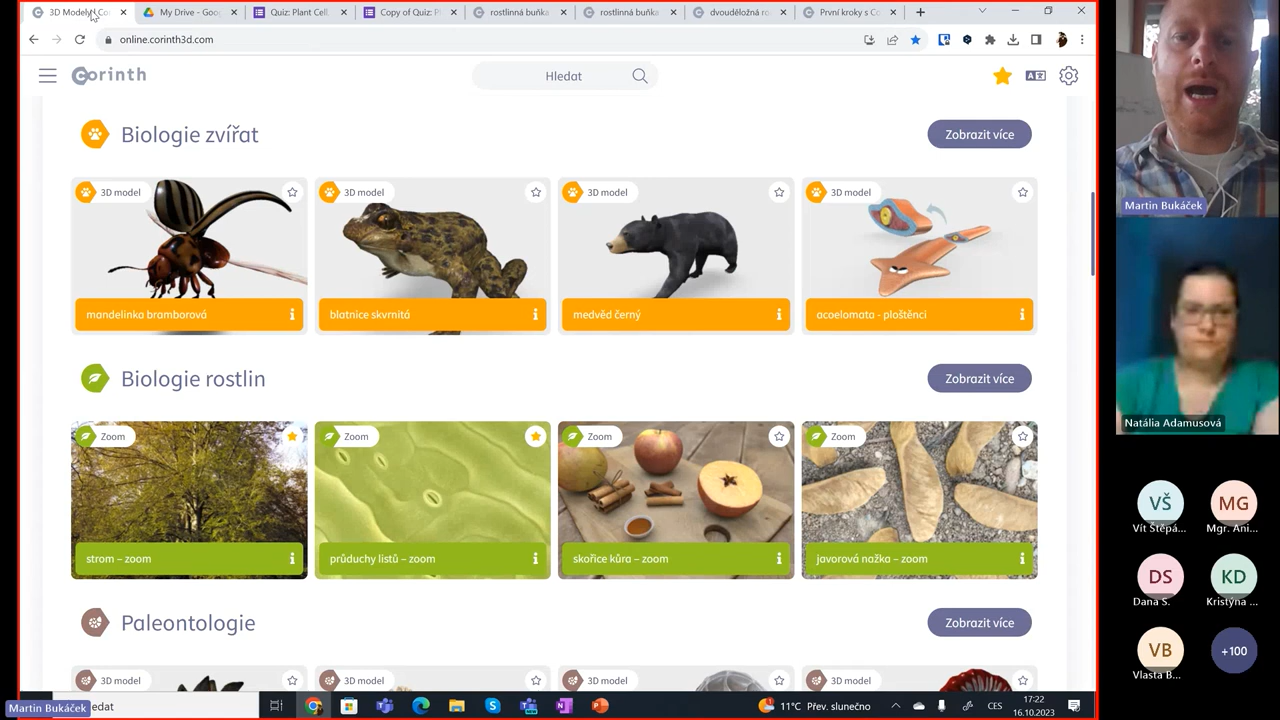 3D Models | Co
My Drive - Goog
Quiz: Plant Cell.
Copy of Quiz: P
rostlinná buňka
rostlinná buňka
dvouděložná ro
První kroky s Co
online.corinth3d.com
Corinth
Hledat
Biologie zvířat
Zobrazit více
3D model
3D model
3D model
3D model
mandelinka bramborová
blatnice skvrnitá
medvěd černý
acoelomata - ploštěnci
Biologie rostlin
Zobrazit více
Zoom
Zoom
Zoom
Zoom
strom – zoom
průduchy listů – zoom
skořice kůra – zoom
javorová nažka – zoom
Paleontologie
Zobrazit více
3D model
3D model
3D model
3D model
Martin Bukáček
edat
11°C Přev. slunečno
CES
17:22
16.10.2023
Martin Bukáček
Natália Adamusová
VŠ
MG
Vít Štěpá...
Mgr. Ani...
DS
KD
Dana S.
Kristýna ...
VB
+100
Vlasta B...